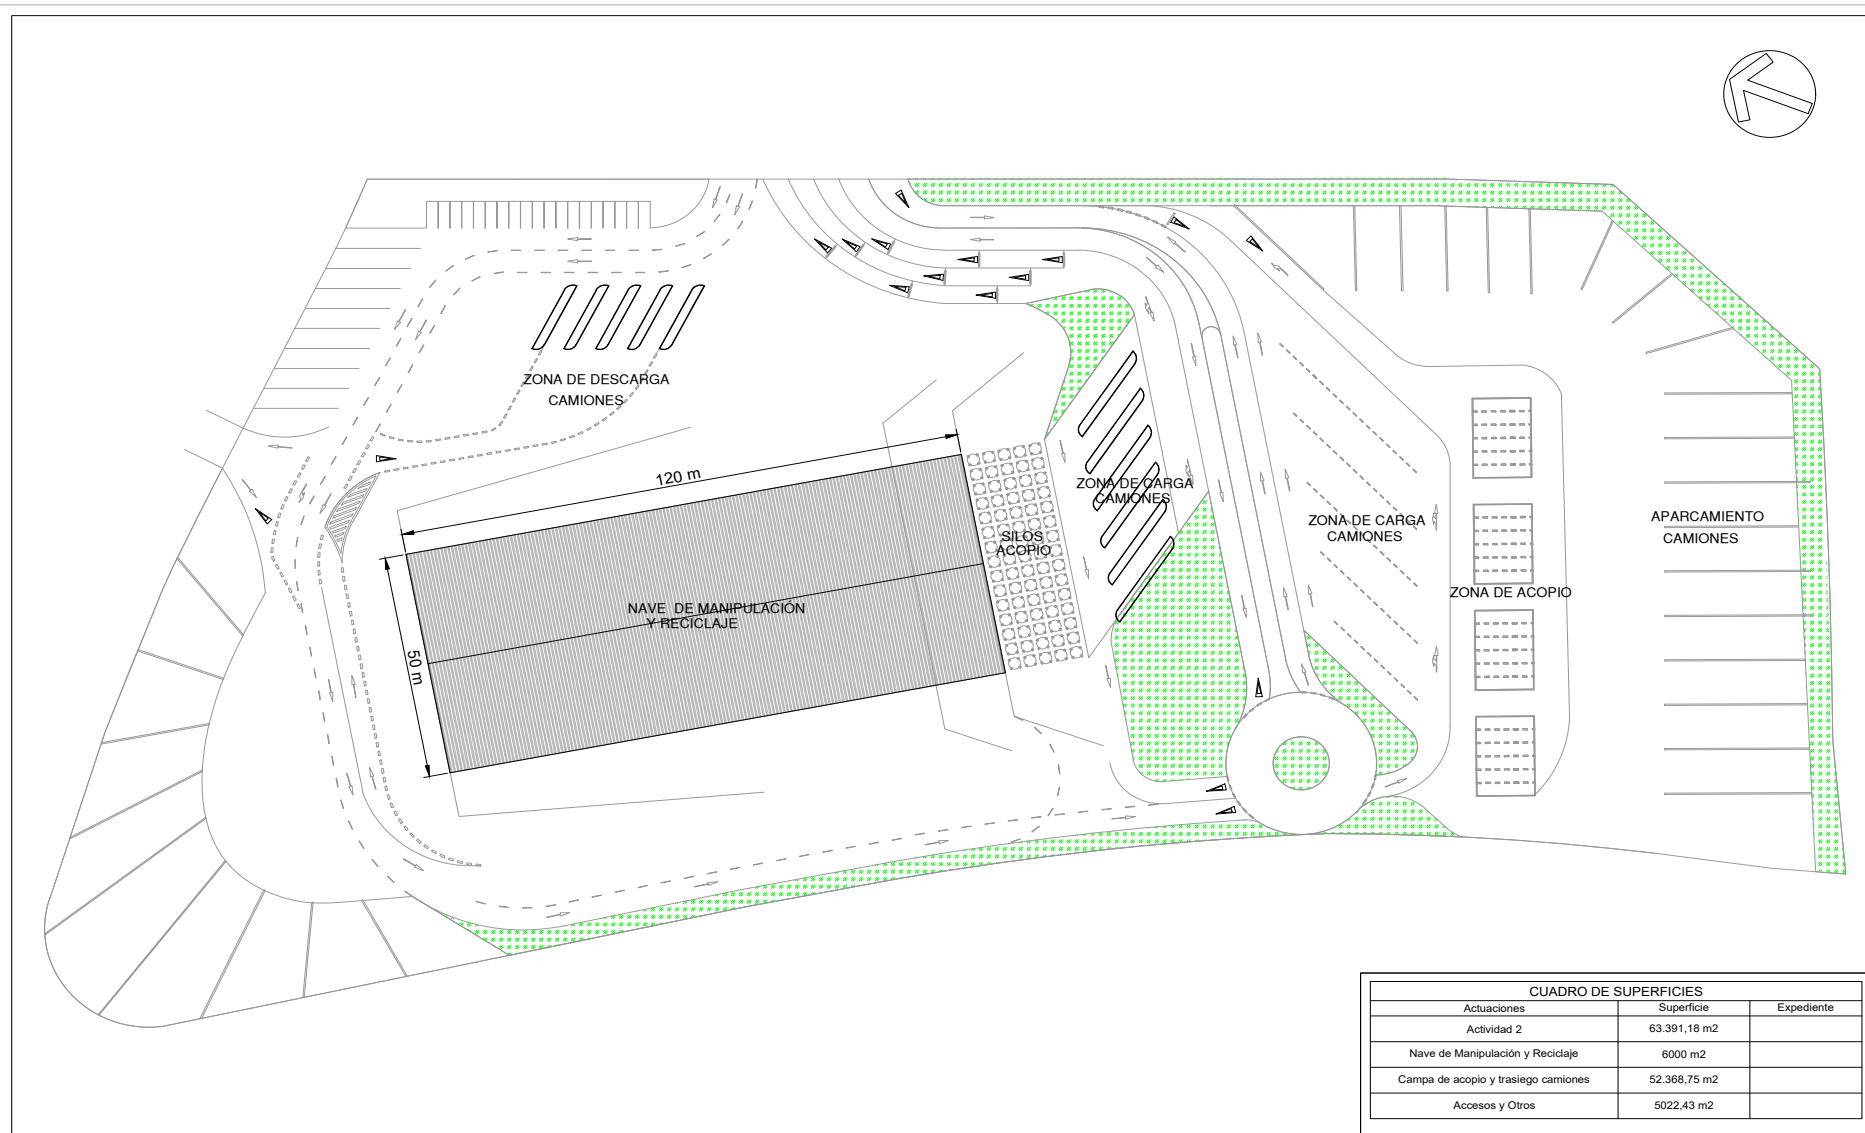 ZONA DE DESCARGA
CAMIONES
120 m
50 m
NAVE DE MANIPULACIÓN
Y RECICLAJE
SILOS
ACOPIO
ZONA DE CARGA
CAMIONES
ZONA DE CARGA
CAMIONES
ZONA DE ACOPIO
APARCAMIENTO
CAMIONES
CUADRO DE SUPERFICIES
Actuaciones Superficie Expediente
Actividad 2 63.391,18 m2
Nave de Manipulación y Reciclaje 6000 m2
Campa de acopio y trasiego camiones 52.368,75 m2
Accesos y Otros 5022,43 m2